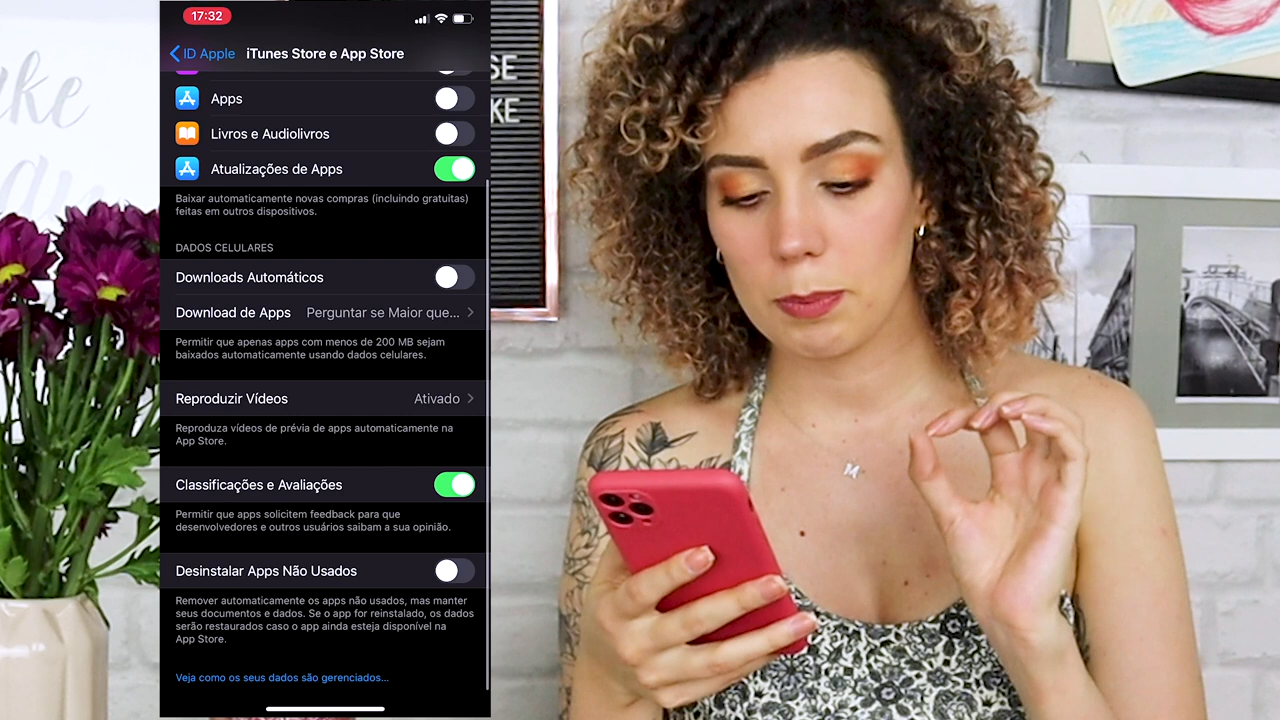 17:32
ID Apple
iTunes Store e App Store
Apps
Livros e Audiolivros
Atualizações de Apps
Baixar automaticamente novas compras (incluindo gratuitas)
feitas em outros dispositivos.
DADOS CELULARES
Downloads Automáticos
Download de Apps Perguntar se Maior que...
Permitir que apenas apps com menos de 200 MB sejam
baixados automaticamente usando dados celulares.
Reproduzir Vídeos Ativado
Reproduza vídeos de prévia de apps automaticamente na
App Store.
Classificações e Avaliações
Permitir que apps solicitem feedback para que
desenvolvedores e outros usuários saibam a sua opinião.
Desinstalar Apps Não Usados
Remover automaticamente os apps não usados, mas manter
seus documentos e dados. Se o app for reinstalado, os dados
serão restaurados caso o app ainda esteja disponível na
App Store.
Veja como os seus dados são gerenciados...
SE
KE
ake